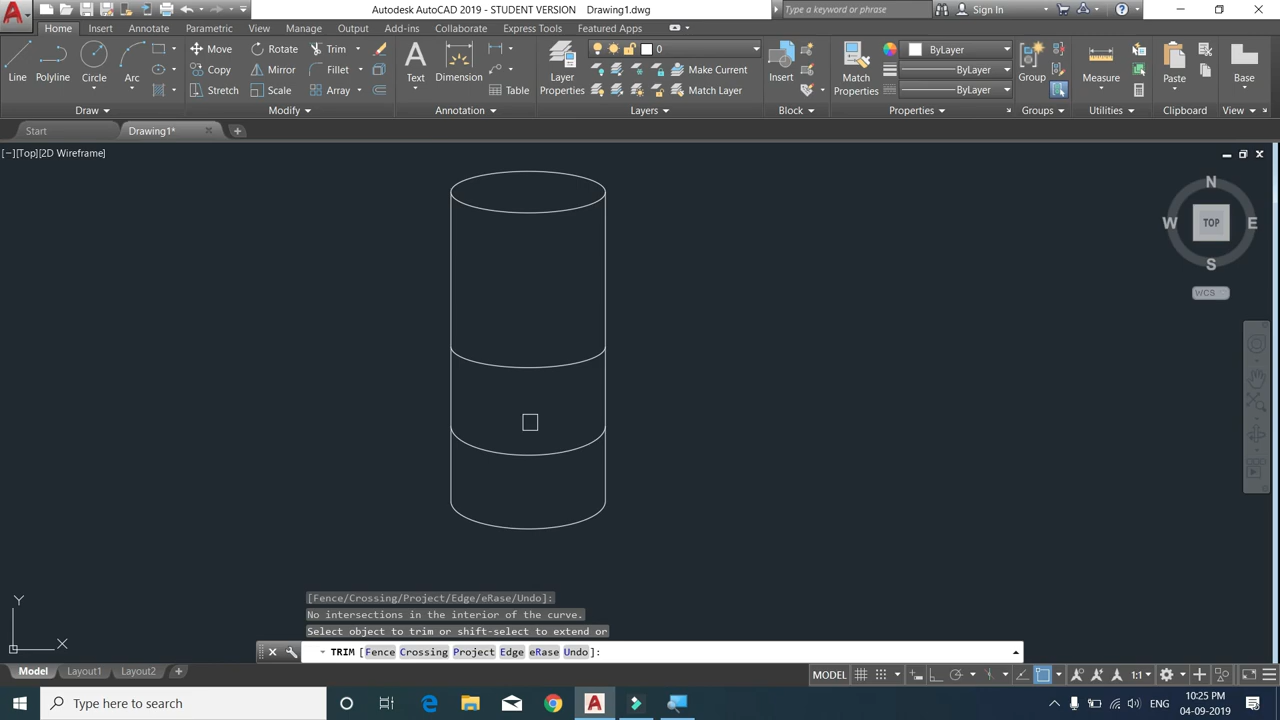 Autodesk AutoCAD 2019 - STUDENT VERSION Drawing1.dwg
Type a keyword or phrase
Sign In
Home Insert Annotate Parametric View Manage Output Add-ins Collaborate Express Tools Featured Apps
Line
Polyline
Circle
Arc
Move Rotate Trim
Copy Mirror Fillet
Stretch Scale Array
Text
Dimension
Table
Layer
Properties
0
Make Current
Match Layer
Insert
Match
Properties
ByLayer
ByLayer
ByLayer
Group
Measure
Paste
Base
Draw Modify Annotation Layers Block Properties Groups Utilities Clipboard View
Start Drawing1*
[−][Top][2D Wireframe]
N
W TOP E
S
WCS
Y
X
[Fence/Crossing/Project/Edge/eRase/Undo]:
No intersections in the interior of the curve.
Select object to trim or shift-select to extend or
TRIM [Fence Crossing Project Edge eRase Undo]:
Model Layout1 Layout2
MODEL 1:1
Type here to search
ENG
10:25 PM
04-09-2019